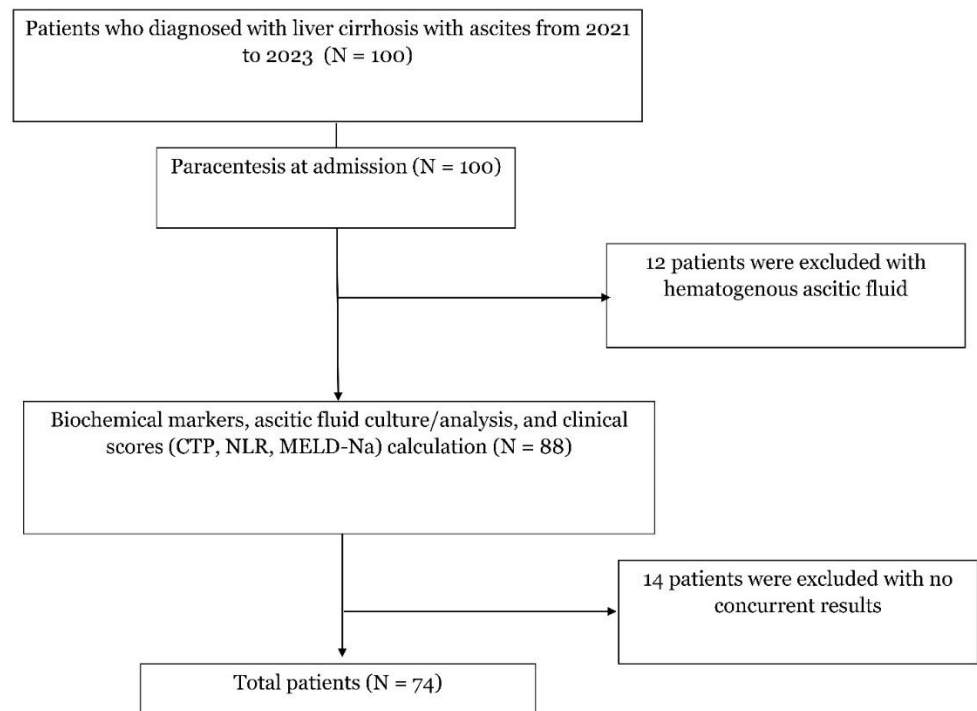 Patients who diagnosed with liver cirrhosis with ascites from 2021
to 2023  (N = 100)
Paracentesis at admission (N = 100)
12 patients were excluded with
hematogenous ascitic fluid
Biochemical markers, ascitic fluid culture/analysis, and clinical
scores (CTP, NLR, MELD-Na) calculation (N = 88)
14 patients were excluded with no
concurrent results
Total patients (N = 74)